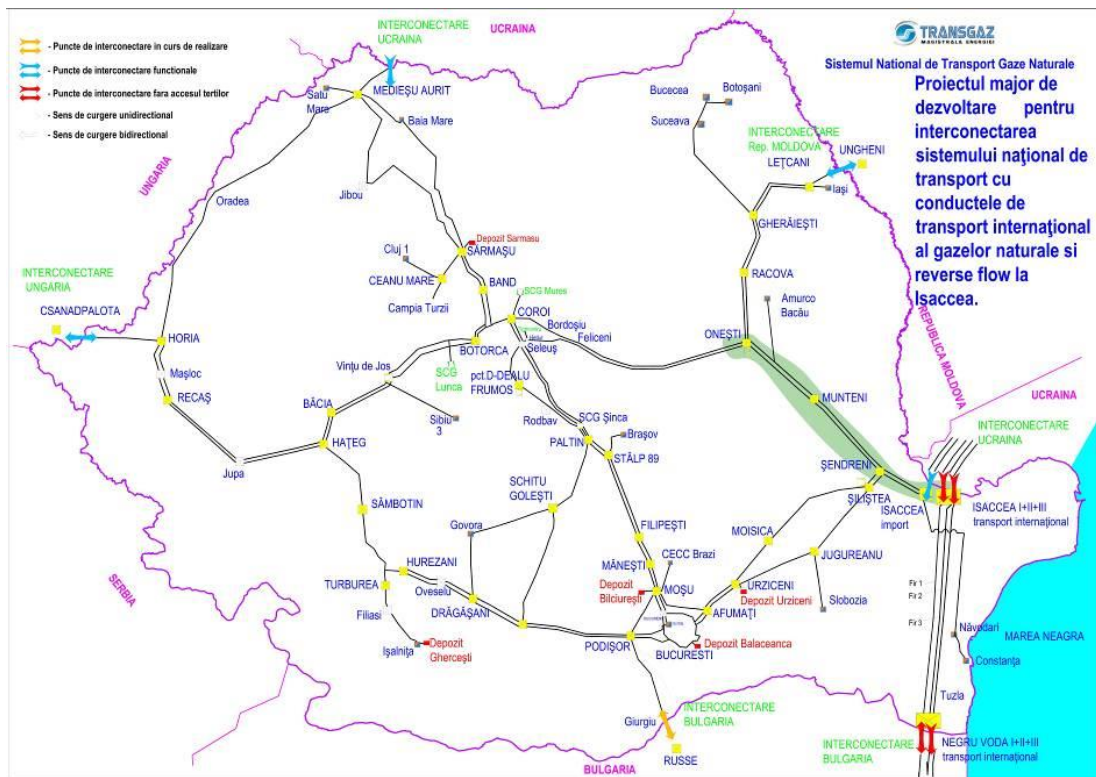 INTERCONECTARE
UCRAINA
UCRAINA
TRANSGAZ
MAGISTRALA ENERGIEI
Sistemul National de Transport Gaze Naturale
Proiectul major de
dezvoltare pentru
interconectarea
sistemului naţional de
transport cu
conductele de
transport internaţional
al gazelor naturale si
reverse flow la
Isaccea.
- Puncte de interconectare in curs de realizare
- Puncte de interconectare functionale
- Puncte de interconectare fara accesul tertilor
- Sens de curgere unidirectional
- Sens de curgere bidirectional
MEDIEŞU AURIT
Satu
Mare
Baia Mare
Bucecea
Botoşani
Suceava
INTERCONECTARE
Rep. MOLDOVA
UNGHENI
LEŢCANI
Iaşi
UNGARIA
Oradea
Jibou
GHERĂIEŞTI
Depozit Sarmasu
SĂRMAŞU
Cluj 1
CEANU MARE
BAND
Campia Turzii
RACOVA
INTERCONECTARE
UNGARIA
CSANADPALOTA
SCG Mures
COROI
Bordoşiu
Amurco
Bacău
HORIA
BOTORCA
Seleuş
Feliceni
ONEŞTI
REPUBLICA MOLDOVA
Maşloc
Vinţu de Jos
SCG
Lunca
pct.D-DEALU
FRUMOS
RECAŞ
BĂCIA
Sibiu
3
Rodbav
SCG Şinca
MUNTENI
UCRAINA
HAŢEG
PALTIN
Braşov
INTERCONECTARE
UCRAINA
Jupa
STÂLP 89
ŞENDRENI
SCHITU
GOLEŞTI
SÂMBOTIN
ŞILIŞTEA
ISACCEA
import
ISACCEA I+II+III
transport internaţional
Govora
FILIPEŞTI
MOISICA
HUREZANI
MĂNEŞTI
CECC Brazi
JUGUREANU
SERBIA
TURBUREA
Oveselu
Depozit
Bilciureşti
MOŞU
URZICENI
Depozit Urziceni
Fir 1
Fir 2
Filiasi
DRĂGĂŞANI
AFUMAŢI
Slobozia
Fir 3
Işalniţa
Depozit
Gherceşti
PODIŞOR
BUCURESTI
Depozit Balaceanca
Năvodari
MAREA NEAGRA
Constanţa
Tuzla
Giurgiu
INTERCONECTARE
BULGARIA
RUSSE
BULGARIA
INTERCONECTARE
BULGARIA
NEGRU VODA I+II+III
transport internaţional